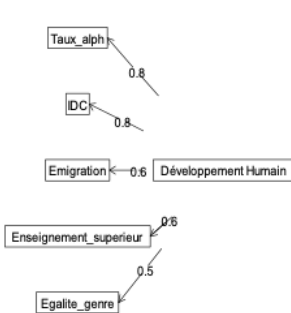 Taux_alph
0.8
IDC
0.8
Emigration
0.6
Développement Humain
0.6
Enseignement_superieur
0.5
Egalite_genre